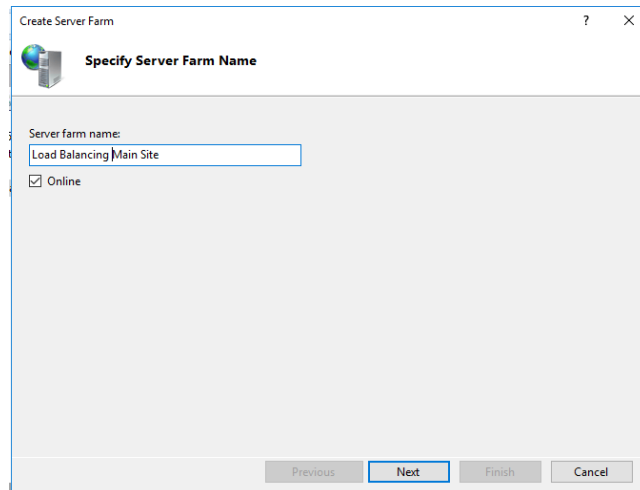 Create Server Farm
Specify Server Farm Name
Server farm name:
Load Balancing Main Site
Online
Previous
Next
Finish
Cancel